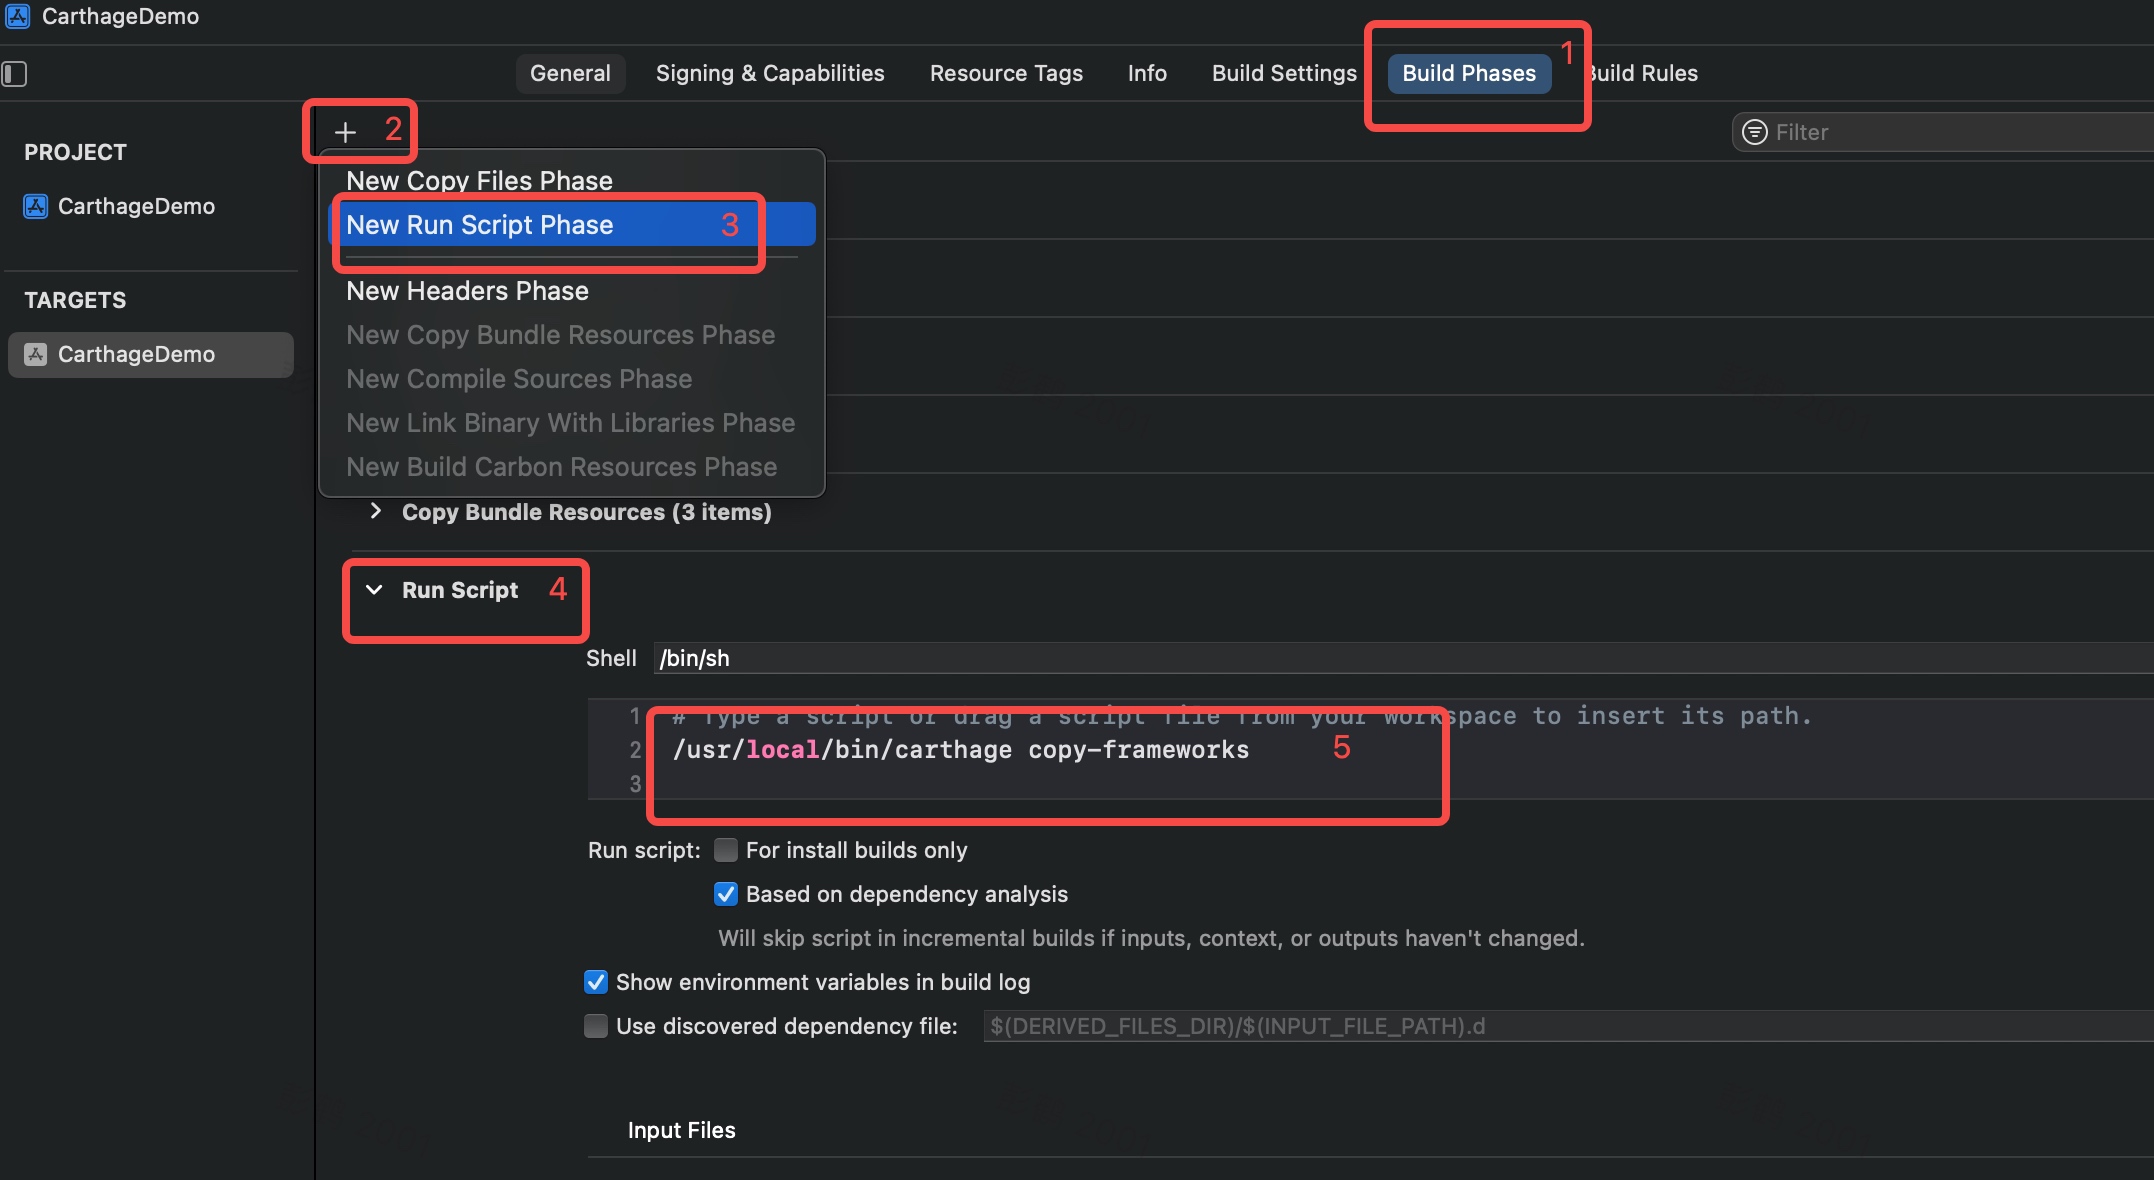 CarthageDemo
General Signing & Capabilities Resource Tags Info Build Settings Build Phases 1 Build Rules
+ 2
Filter
PROJECT
CarthageDemo
TARGETS
CarthageDemo
New Copy Files Phase
New Run Script Phase 3
New Headers Phase
New Copy Bundle Resources Phase
New Compile Sources Phase
New Link Binary With Libraries Phase
New Build Carbon Resources Phase
Copy Bundle Resources (3 items)
Run Script 4
Shell /bin/sh
1 # Type a script or drag a script file from your workspace to insert its path.
2 /usr/local/bin/carthage copy-frameworks 5
3
Run script: For install builds only
Based on dependency analysis
Will skip script in incremental builds if inputs, context, or outputs haven't changed.
Show environment variables in build log
Use discovered dependency file: $(DERIVED_FILES_DIR)/$(INPUT_FILE_PATH).d
Input Files